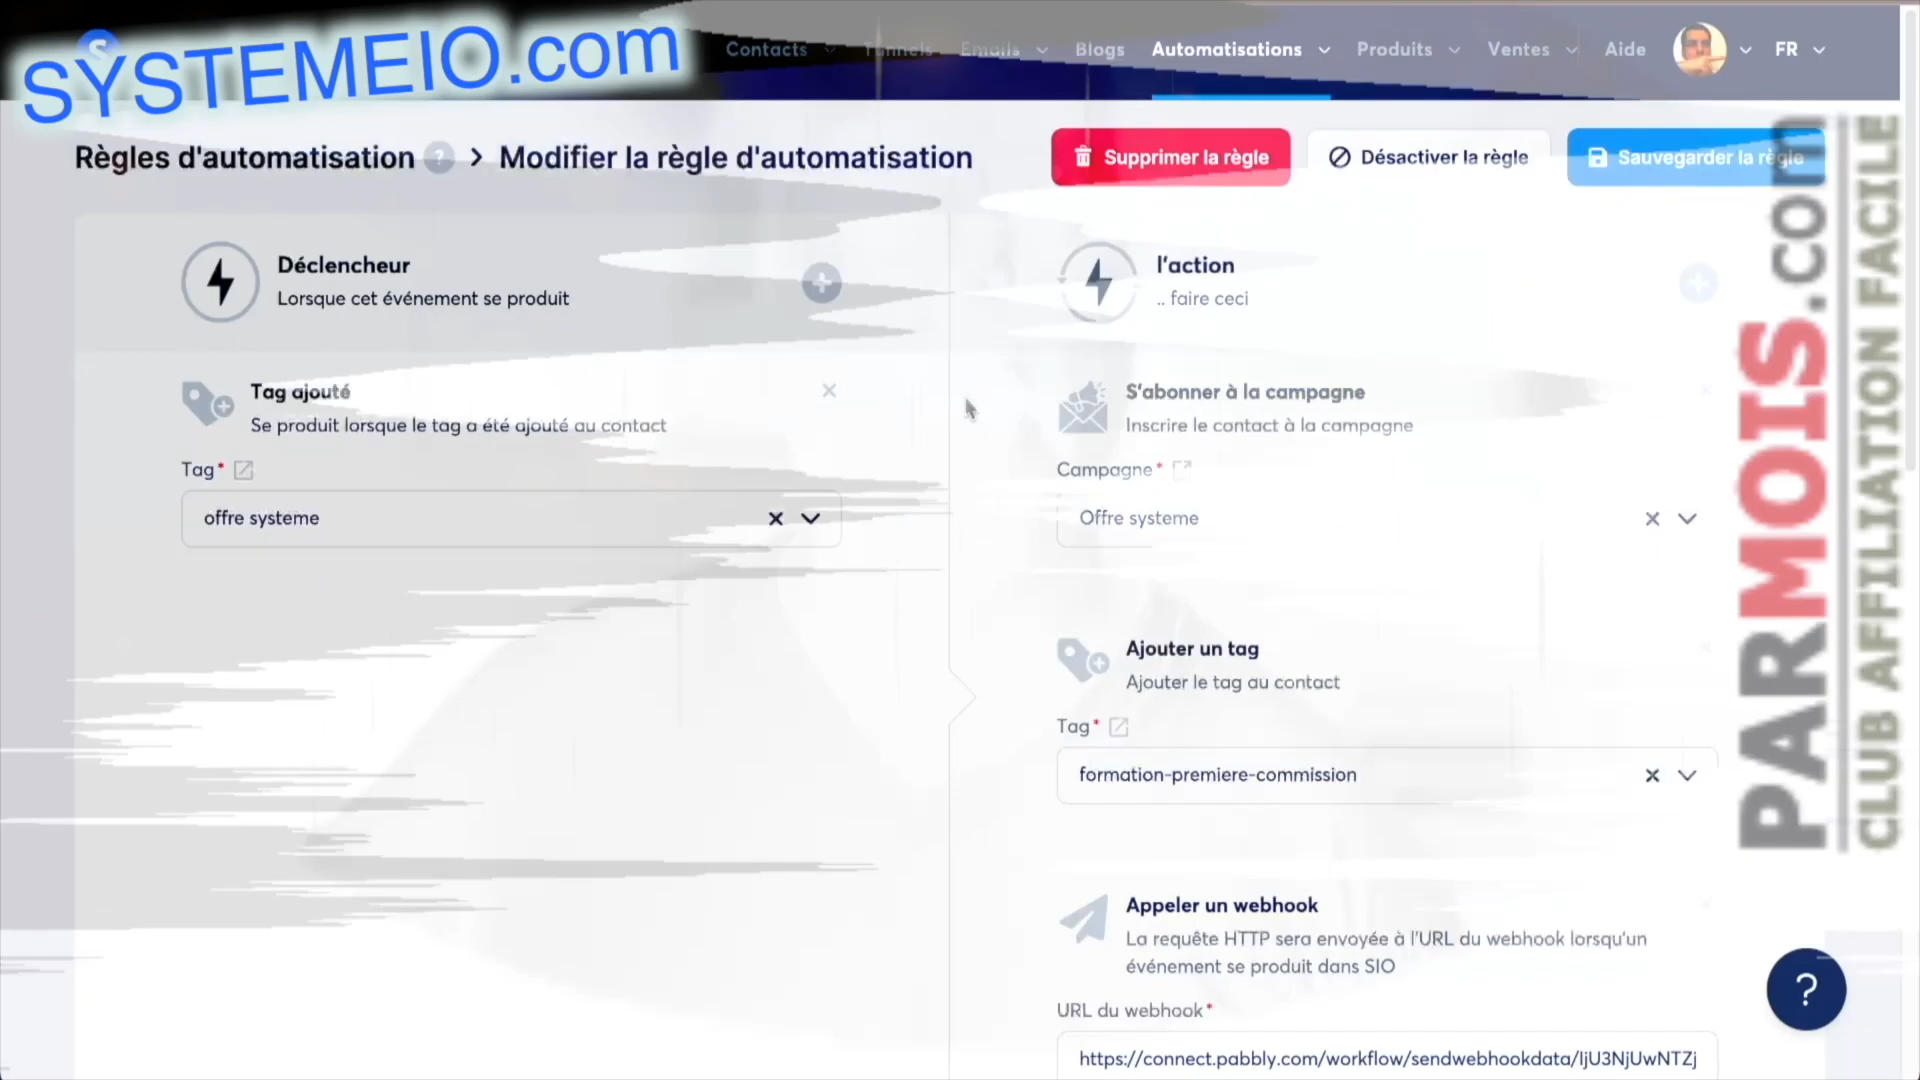 SYSTEMEIO.com
Contacts Tunnels Emails Blogs Automatisations Produits Ventes Aide FR
Règles d'automatisation ? > Modifier la règle d'automatisation
Supprimer la règle
Désactiver la règle
Sauvegarder la règle
Déclencheur
Lorsque cet événement se produit
l'action
.. faire ceci
Tag ajouté
Se produit lorsque le tag a été ajouté au contact
Tag*
offre systeme
S'abonner à la campagne
Inscrire le contact à la campagne
Campagne*
Offre systeme
Ajouter un tag
Ajouter le tag au contact
Tag*
formation-premiere-commission
Appeler un webhook
La requête HTTP sera envoyée à l'URL du webhook lorsqu'un
événement se produit dans SIO
URL du webhook*
https://connect.pabbly.com/workflow/sendwebhookdata/IjU3NjUwNTZj
?
PARMOIS.com
CLUB AFFILIATION FACILE